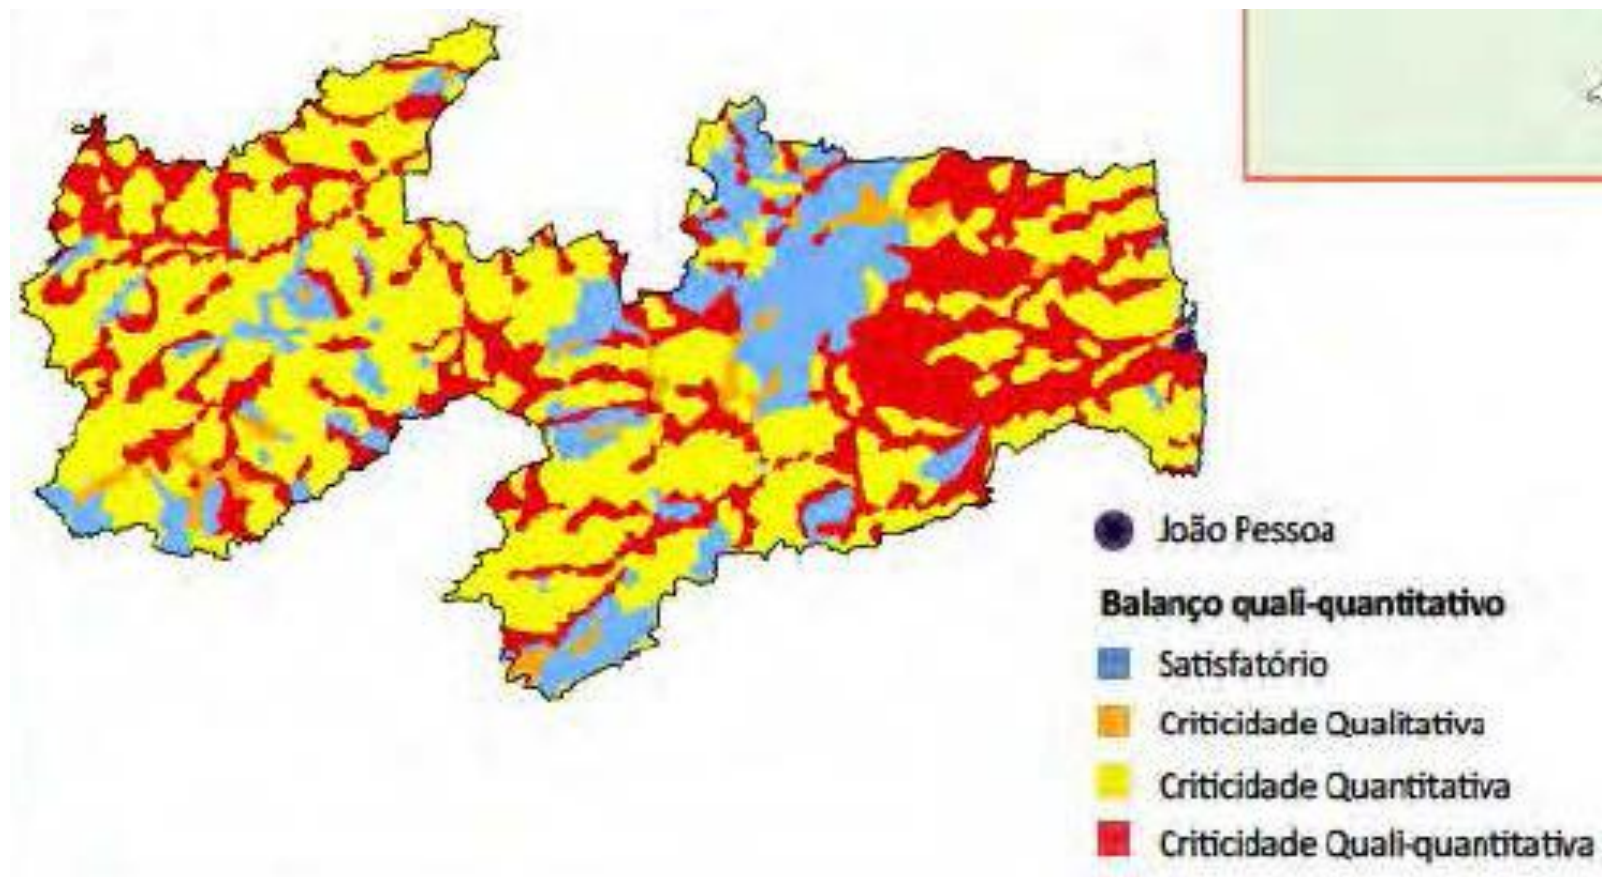 João Pessoa
Balanço quali-quantitativo
Satisfatório
Criticidade Qualitativa
Criticidade Quantitativa
Criticidade Quali-quantitativa